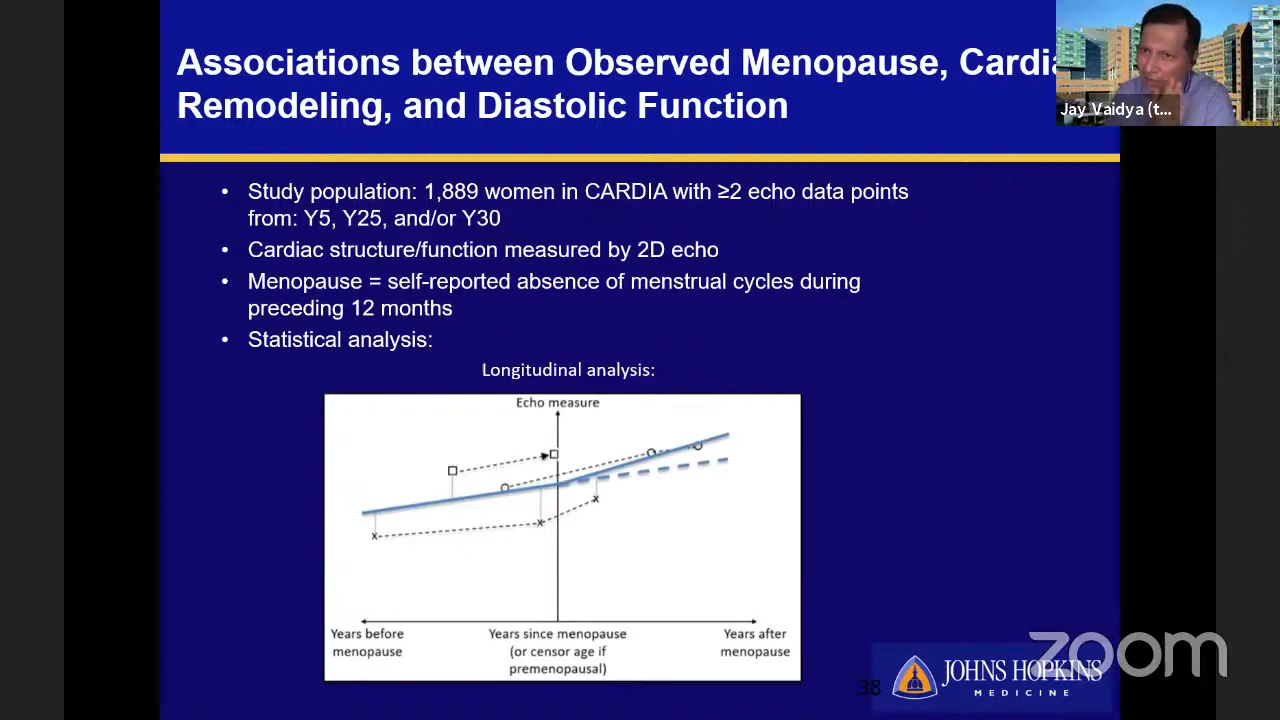 Associations between Observed Menopause, Cardia
Remodeling, and Diastolic Function
Jay Vaidya (t...
• Study population: 1,889 women in CARDIA with ≥2 echo data points
from: Y5, Y25, and/or Y30
• Cardiac structure/function measured by 2D echo
• Menopause = self-reported absence of menstrual cycles during
preceding 12 months
• Statistical analysis:
Longitudinal analysis:
Echo measure
Years before
menopause
Years since menopause
(or censor age if
premenopausal)
Years after
menopause
38
JOHNS HOPKINS
MEDICINE
zoom